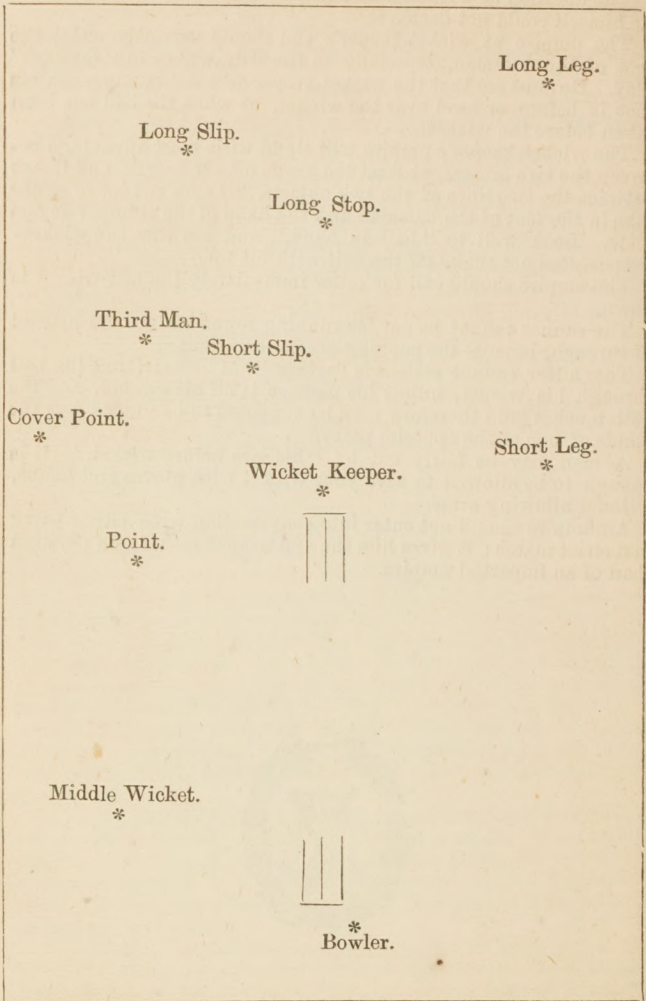 Long Leg.
*
Long Slip.
*
Long Stop.
*
Third Man.
*
Short Slip.
*
Cover Point.
*
Short Leg.
*
Wicket Keeper.
*
Point.
*
Middle Wicket.
*
*
Bowler.